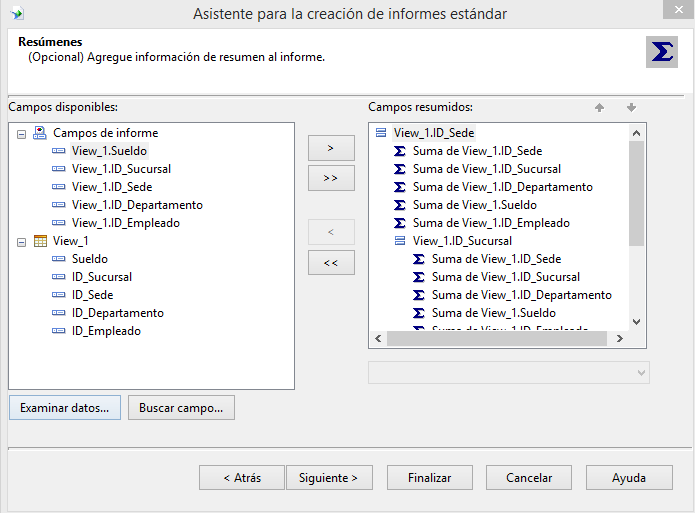 Asistente para la creación de informes estándar
Resúmenes
(Opcional) Agregue información de resumen al informe.
Campos disponibles:
Campos de informe
View_1.Sueldo
View_1.ID_Sucursal
View_1.ID_Sede
View_1.ID_Departamento
View_1.ID_Empleado
View_1
Sueldo
ID_Sucursal
ID_Sede
ID_Departamento
ID_Empleado
>
>>
<
<<
Campos resumidos:
View_1.ID_Sede
Suma de View_1.ID_Sede
Suma de View_1.ID_Sucursal
Suma de View_1.ID_Departamento
Suma de View_1.Sueldo
Suma de View_1.ID_Empleado
View_1.ID_Sucursal
Suma de View_1.ID_Sede
Suma de View_1.ID_Sucursal
Suma de View_1.ID_Departamento
Suma de View_1.Sueldo
Suma de View_1.ID_Empleado
Examinar datos... Buscar campo...
< Atrás Siguiente > Finalizar Cancelar Ayuda